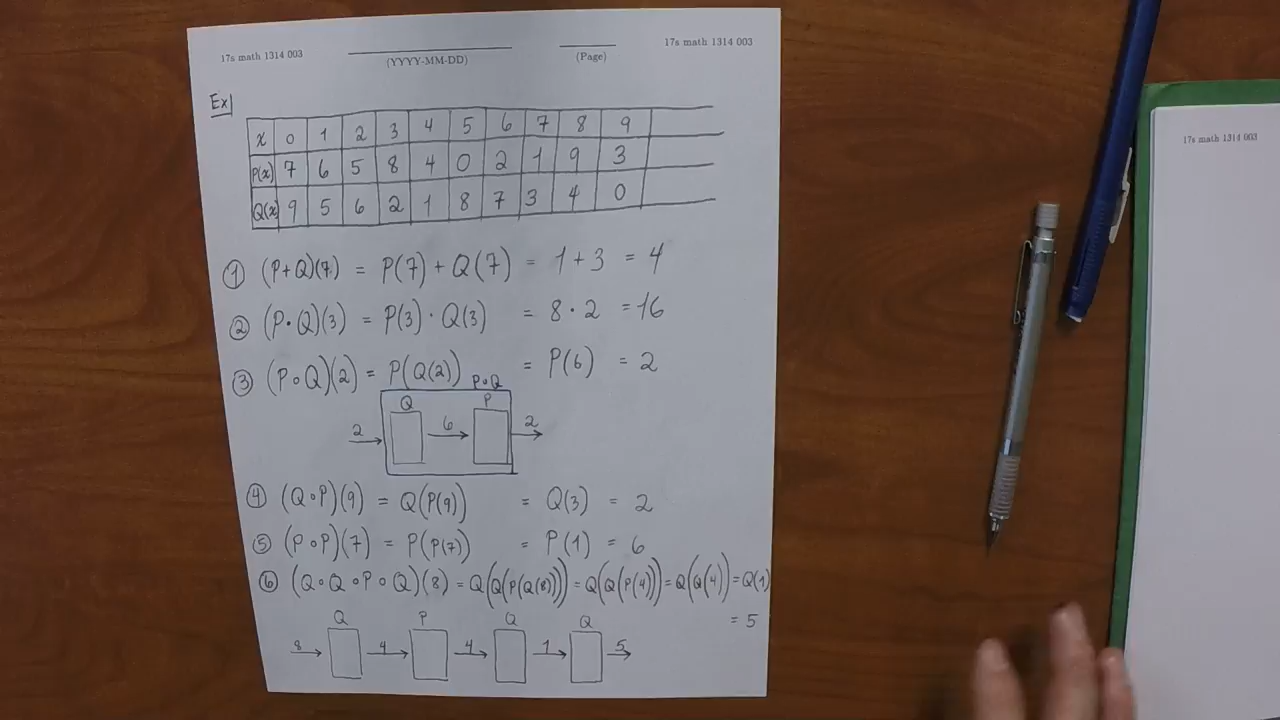 17s math 1314 003 (YYYY-MM-DD) (Page) 17s math 1314 003
Ex
x 0 1 2 3 4 5 6 7 8 9
P(x) 7 6 5 8 4 0 2 1 9 3
Q(x) 9 5 6 2 1 8 7 3 4 0
① (P+Q)(7) = P(7) + Q(7) = 1 + 3 = 4
② (P·Q)(3) = P(3) · Q(3) = 8 · 2 = 16
③ (P∘Q)(2) = P(Q(2)) = P(6) = 2
P∘Q
Q P
2 6 2
④ (Q∘P)(9) = Q(P(9)) = Q(3) = 2
⑤ (P∘P)(7) = P(P(7)) = P(1) = 6
⑥ (Q∘Q∘P∘Q)(8) = Q(Q(P(Q(8)))) = Q(Q(P(4))) = Q(Q(4)) = Q(1)
= 5
Q P Q Q
8 4 4 1 5
17s math 1314 003